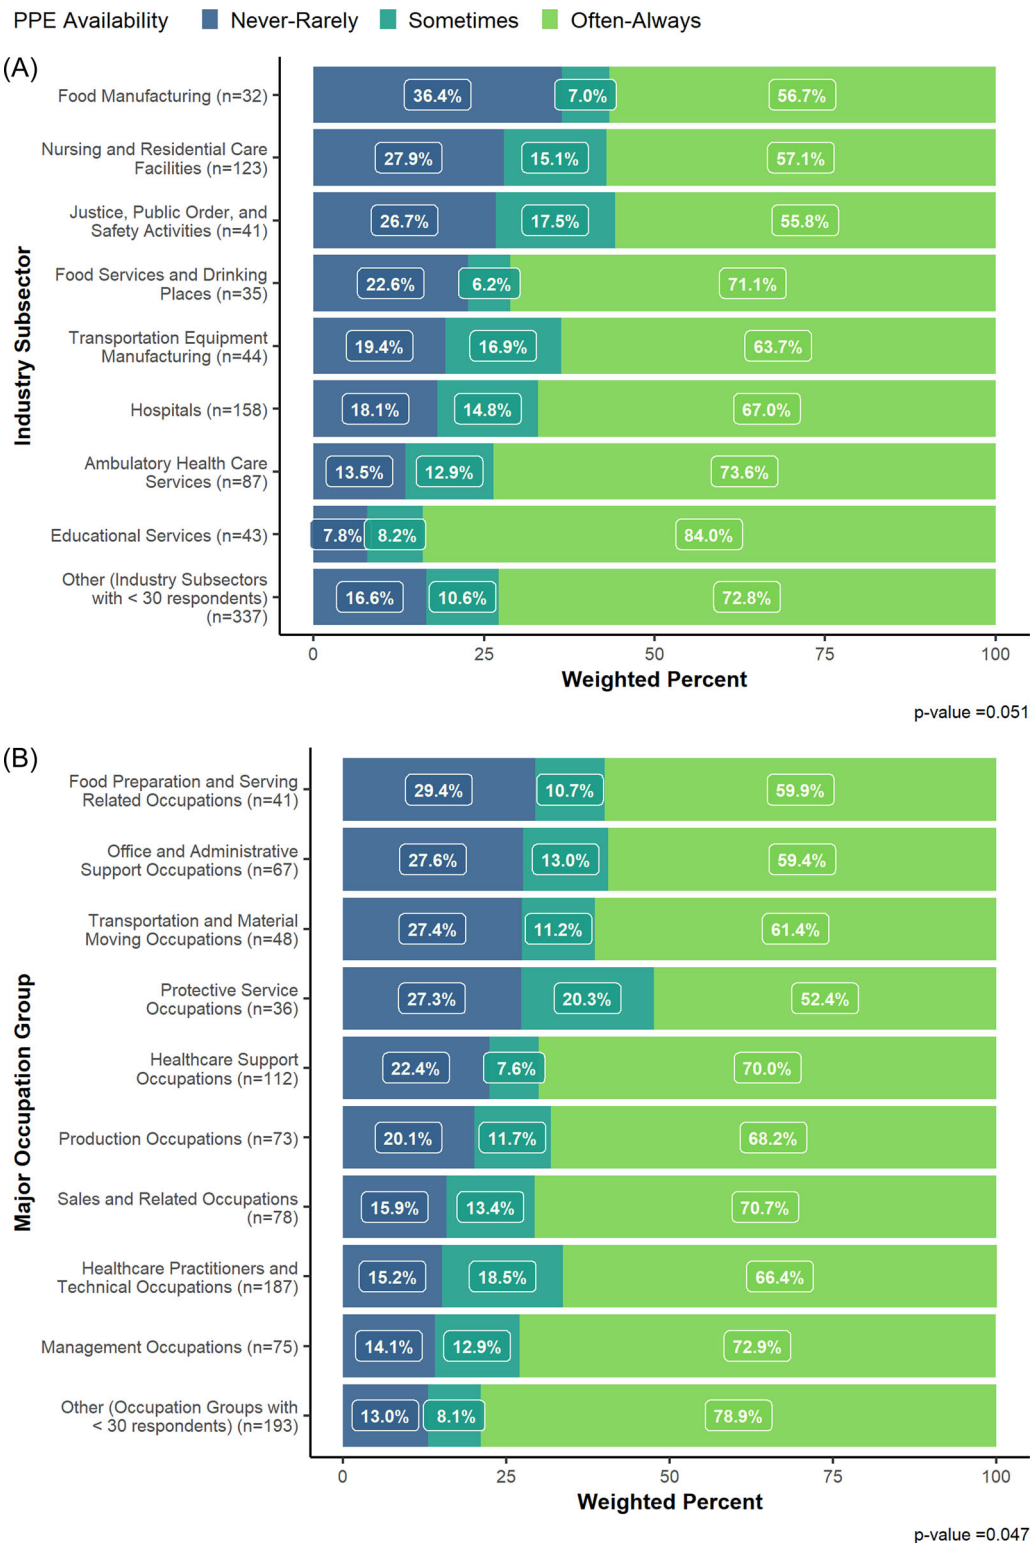 PPE Availability Never-Rarely Sometimes Often-Always
(A)
Industry Subsector
Food Manufacturing (n=32) 36.4% 7.0% 56.7%
Nursing and Residential Care
Facilities (n=123) 27.9% 15.1% 57.1%
Justice, Public Order, and
Safety Activities (n=41) 26.7% 17.5% 55.8%
Food Services and Drinking
Places (n=35) 22.6% 6.2% 71.1%
Transportation Equipment
Manufacturing (n=44) 19.4% 16.9% 63.7%
Hospitals (n=158) 18.1% 14.8% 67.0%
Ambulatory Health Care
Services (n=87) 13.5% 12.9% 73.6%
Educational Services (n=43) 7.8% 8.2% 84.0%
Other (Industry Subsectors
with < 30 respondents)
(n=337) 16.6% 10.6% 72.8%
0 25 50 75 100
Weighted Percent
p-value =0.051
(B)
Major Occupation Group
Food Preparation and Serving
Related Occupations (n=41) 29.4% 10.7% 59.9%
Office and Administrative
Support Occupations (n=67) 27.6% 13.0% 59.4%
Transportation and Material
Moving Occupations (n=48) 27.4% 11.2% 61.4%
Protective Service
Occupations (n=36) 27.3% 20.3% 52.4%
Healthcare Support
Occupations (n=112) 22.4% 7.6% 70.0%
Production Occupations (n=73) 20.1% 11.7% 68.2%
Sales and Related Occupations
(n=78) 15.9% 13.4% 70.7%
Healthcare Practitioners and
Technical Occupations (n=187) 15.2% 18.5% 66.4%
Management Occupations (n=75) 14.1% 12.9% 72.9%
Other (Occupation Groups with
< 30 respondents) (n=193) 13.0% 8.1% 78.9%
0 25 50 75 100
Weighted Percent
p-value =0.047